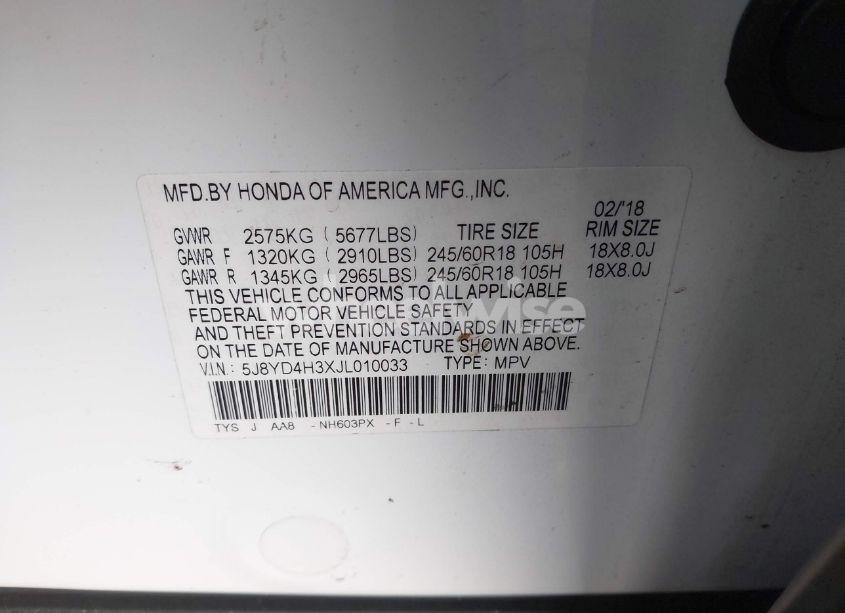 MFD.BY HONDA OF AMERICA MFG.,INC.
02/'18
GVWR 2575KG ( 5677LBS) TIRE SIZE RIM SIZE
GAWR F 1320KG ( 2910LBS) 245/60R18 105H 18X8.0J
GAWR R 1345KG ( 2965LBS) 245/60R18 105H 18X8.0J
THIS VEHICLE CONFORMS TO ALL APPLICABLE
FEDERAL MOTOR VEHICLE SAFETY
AND THEFT PREVENTION STANDARDS IN EFFECT
ON THE DATE OF MANUFACTURE SHOWN ABOVE.
V.I.N.: 5J8YD4H3XJL010033 TYPE: MPV
TYS J AA8 -NH603PX -F -L